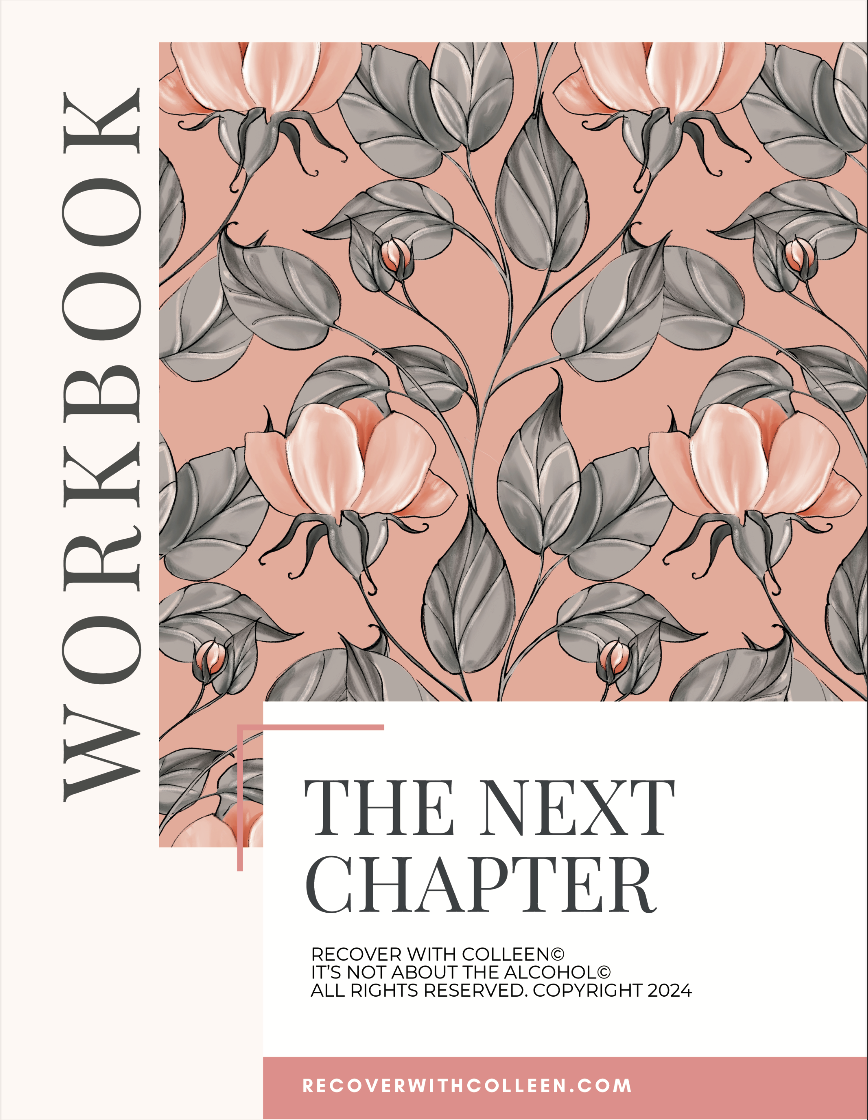 WORKBOOK
THE NEXT
CHAPTER
RECOVER WITH COLLEEN©
IT'S NOT ABOUT THE ALCOHOL©
ALL RIGHTS RESERVED. COPYRIGHT 2024
RECOVERWITHCOLLEEN.COM